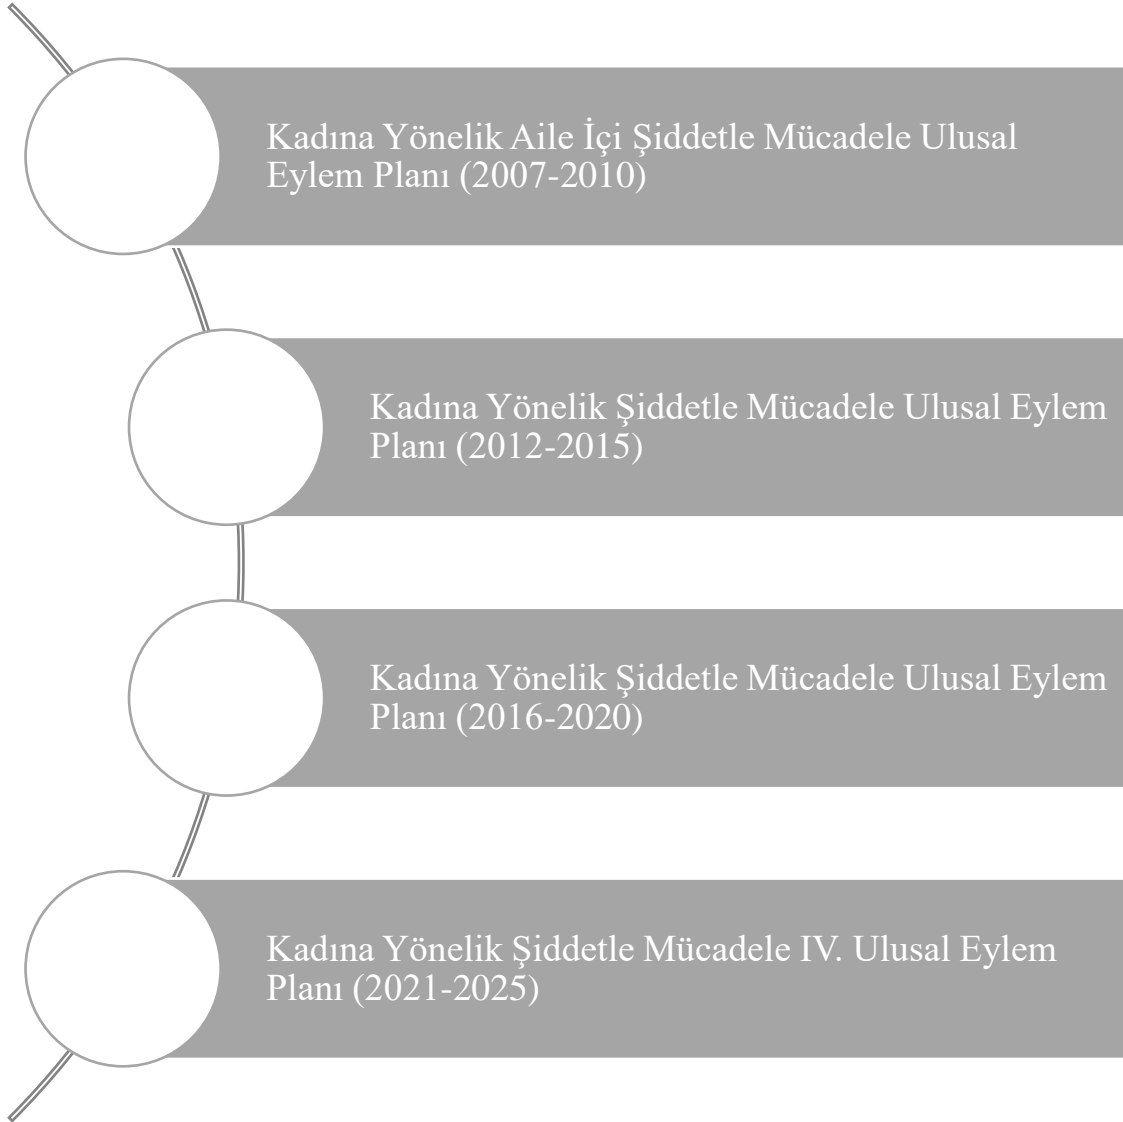 Kadına Yönelik Aile İçi Şiddetle Mücadele Ulusal
Eylem Planı (2007-2010)
Kadına Yönelik Şiddetle Mücadele Ulusal Eylem
Planı (2012-2015)
Kadına Yönelik Şiddetle Mücadele Ulusal Eylem
Planı (2016-2020)
Kadına Yönelik Şiddetle Mücadele IV. Ulusal Eylem
Planı (2021-2025)